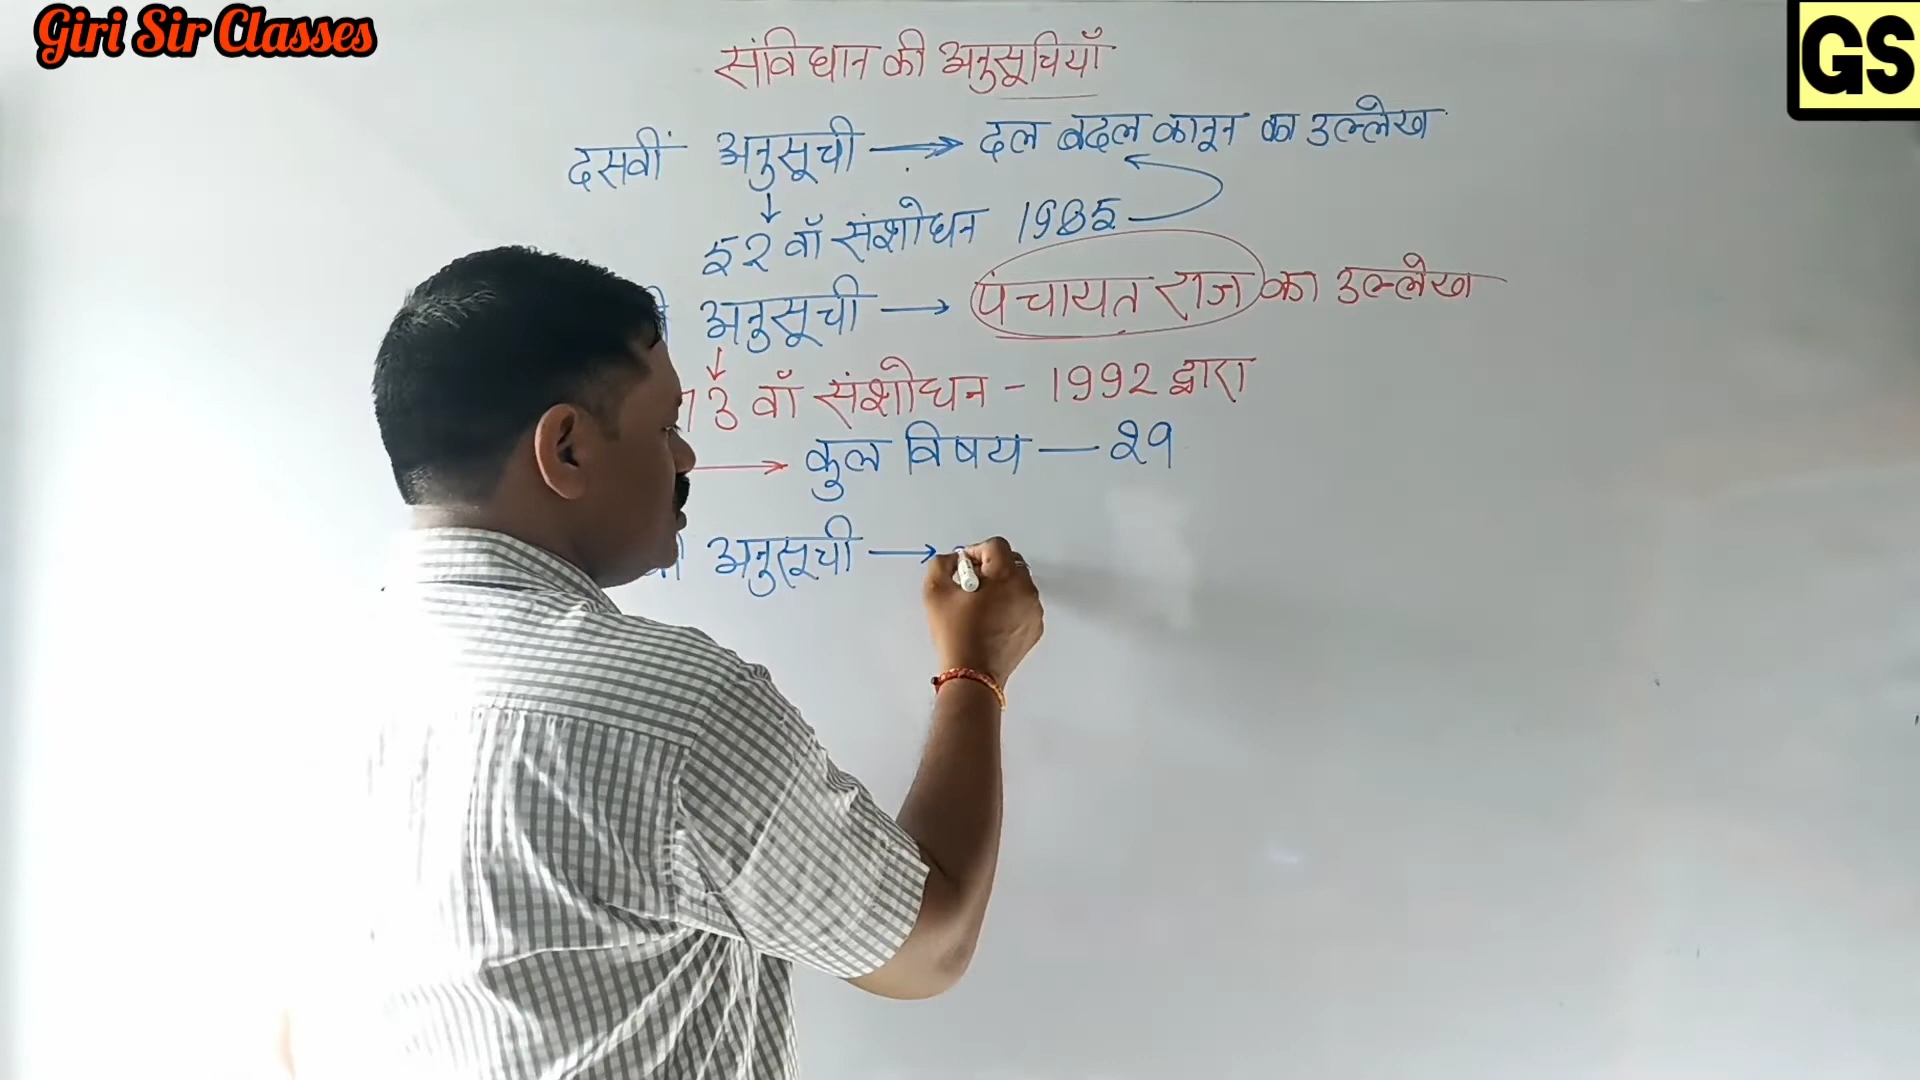 Giri Sir Classes
GS
संविधान की अनुसूचियाँ
दसवीं अनुसूची → दल बदल कानून का उल्लेख
↓
52 वाँ संशोधन 1985
अनुसूची → पंचायत राज का उल्लेख
↓
73 वाँ संशोधन - 1992 द्वारा
→ कुल विषय — 29
अनुसूची →